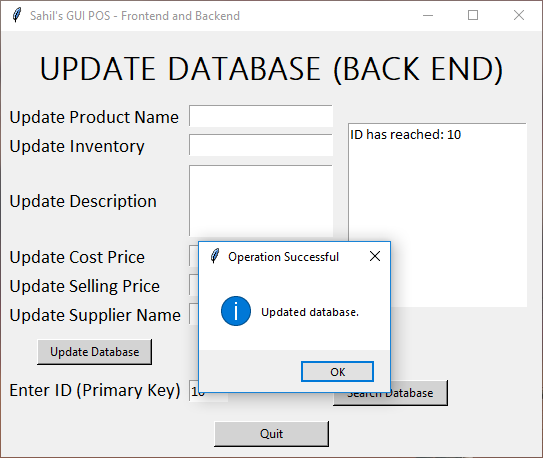 Sahil's GUI POS - Frontend and Backend
UPDATE DATABASE (BACK END)
Update Product Name
Update Inventory
ID has reached: 10
Update Description
Update Cost Price
Operation Successful
Update Selling Price
Updated database.
Update Supplier Name
Update Database
OK
Enter ID (Primary Key)
10
Search Database
Quit